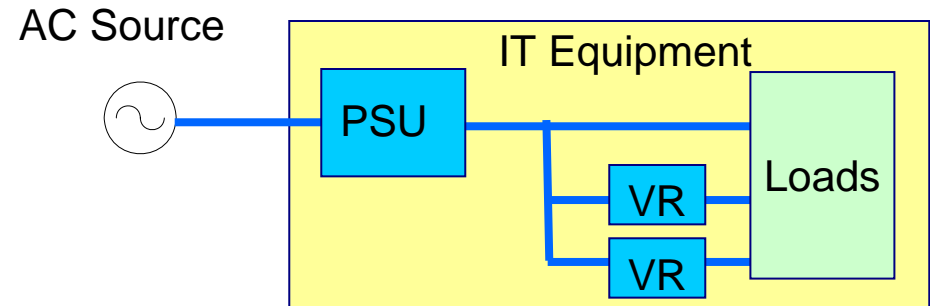 AC Source
IT Equipment
PSU
Loads
VR
VR